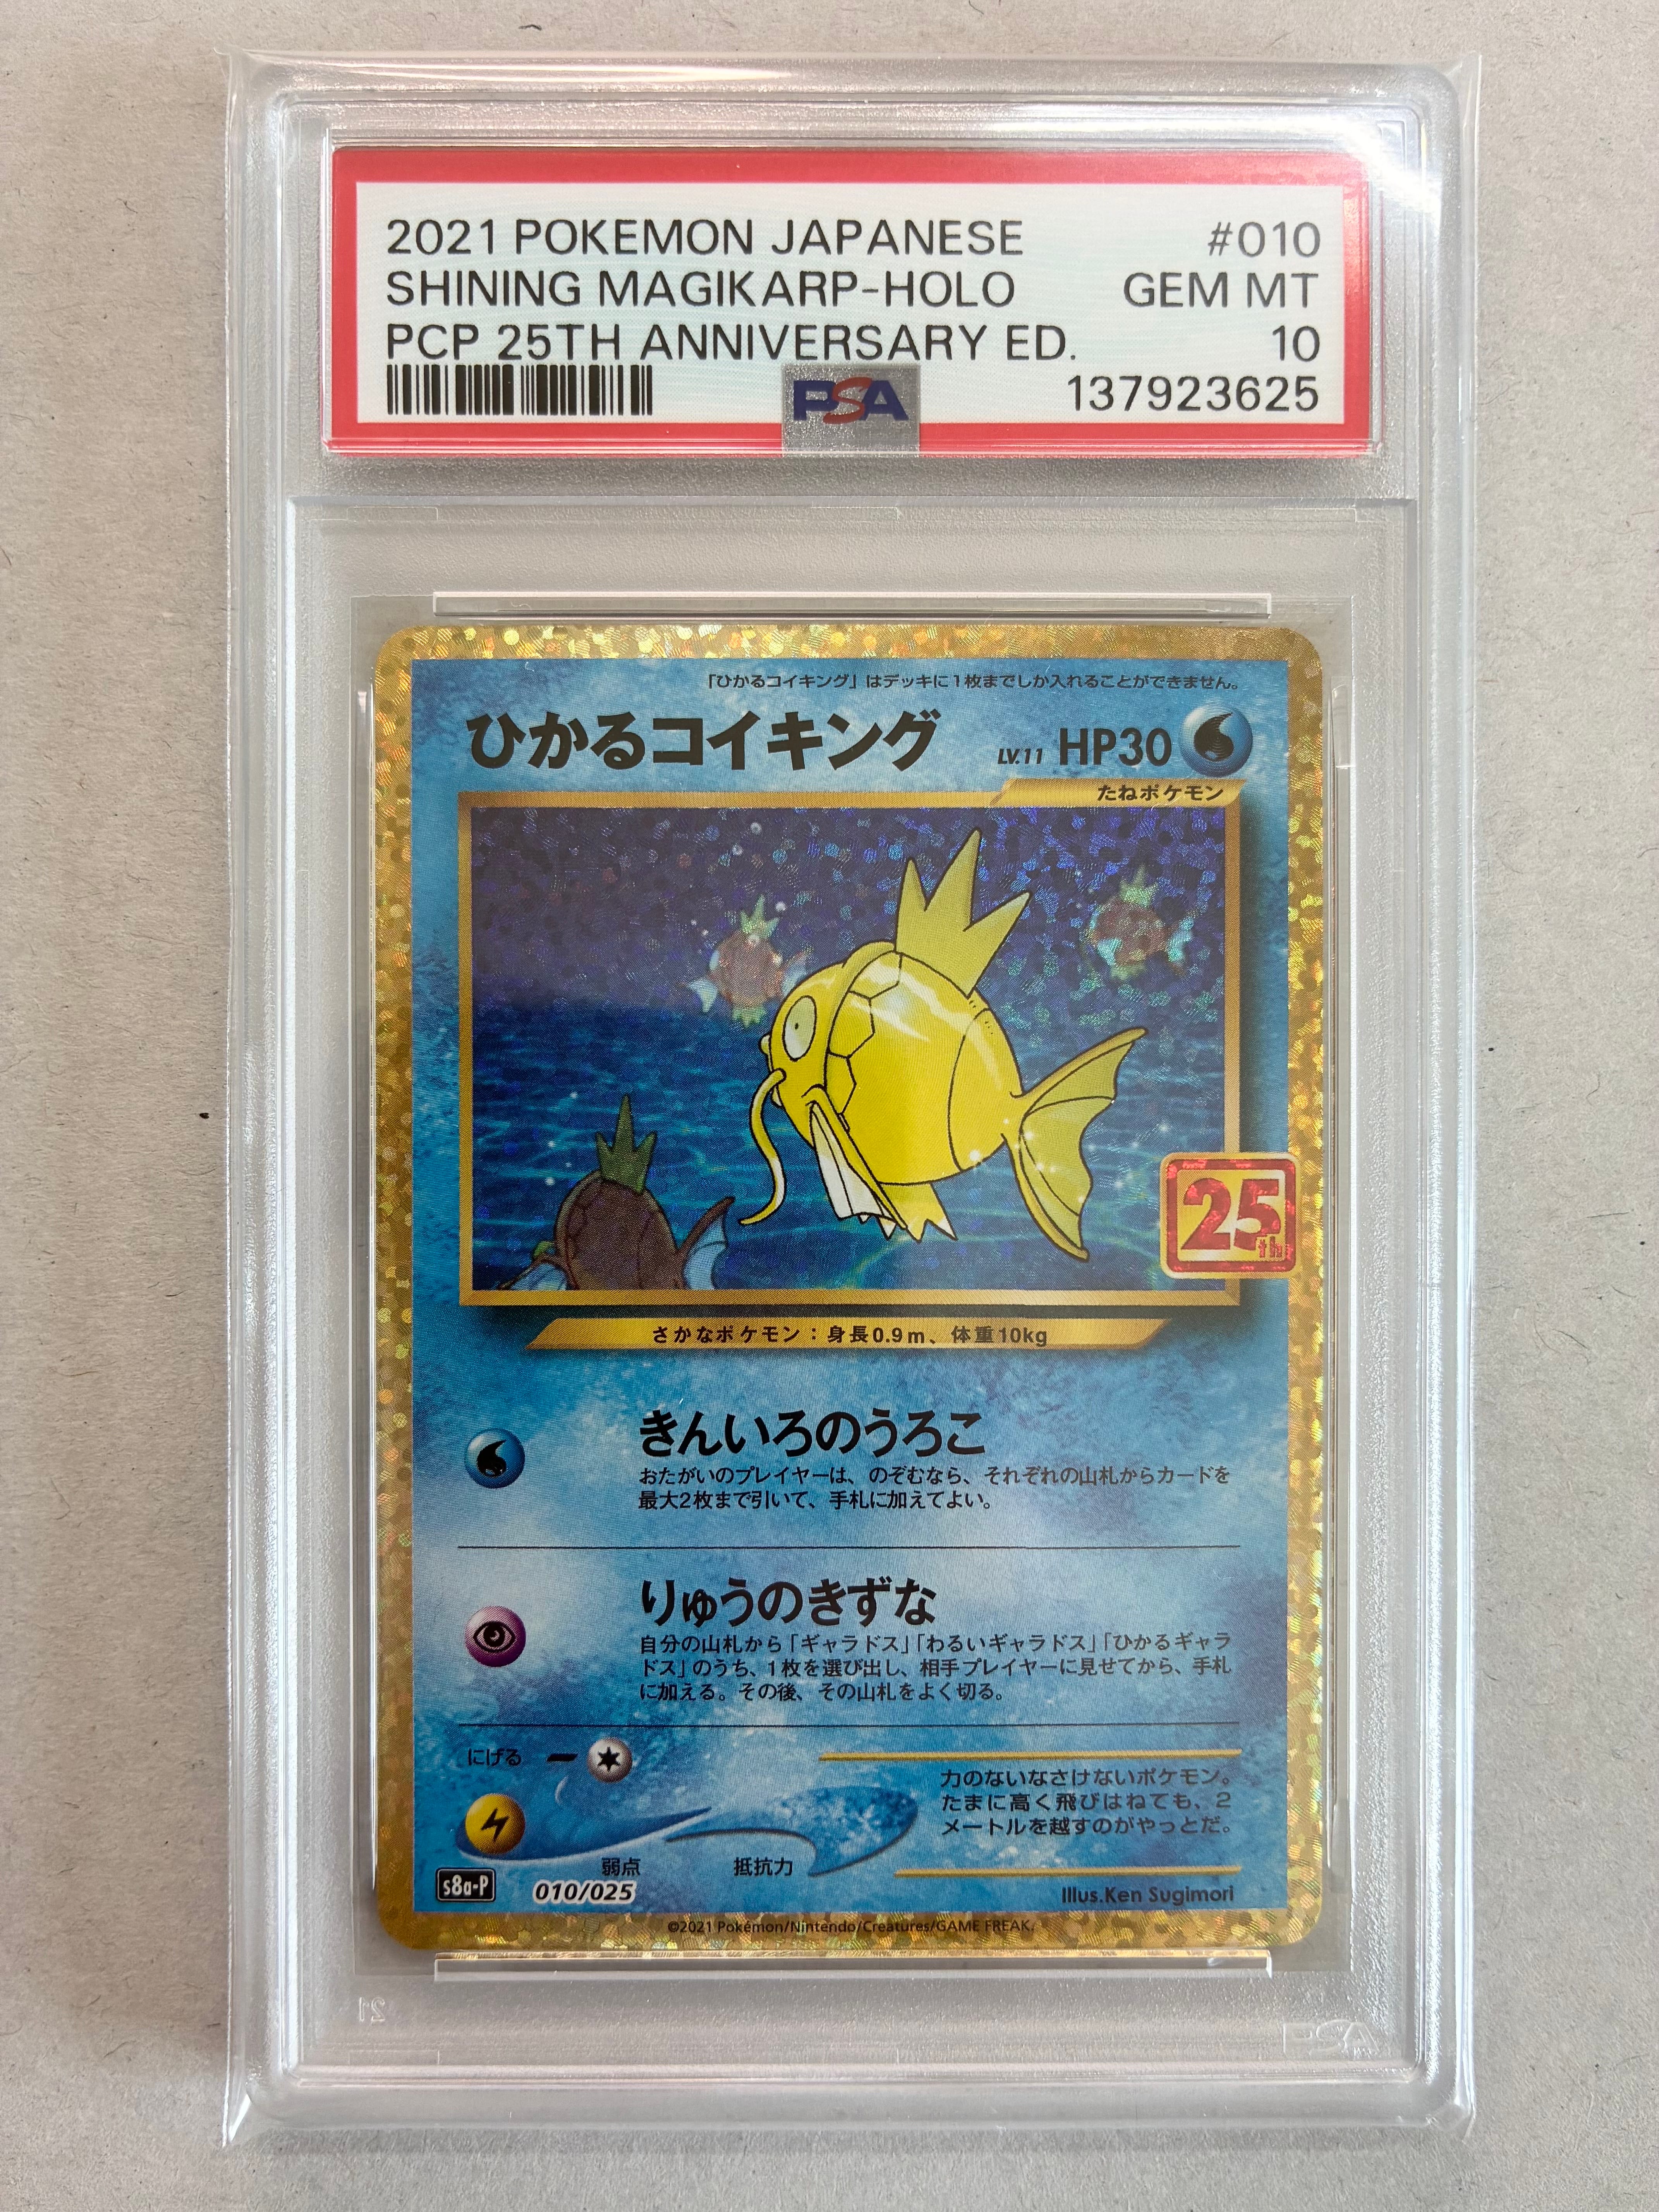 2021 POKEMON JAPANESE #010
SHINING MAGIKARP-HOLO GEM MT
PCP 25TH ANNIVERSARY ED. 10
PSA 137923625
「ひかるコイキング」はデッキに1枚までしか入れることができません。
ひかるコイキング LV.11 HP30
たねポケモン
25th
さかなポケモン：身長0.9m、体重10kg
きんいろのうろこ
おたがいのプレイヤーは、のぞむなら、それぞれの山札からカードを
最大2枚まで引いて、手札に加えてよい。
りゅうのきずな
自分の山札から「ギャラドス」「わるいギャラドス」「ひかるギャラ
ドス」のうち、1枚を選び出し、相手プレイヤーに見せてから、手札
に加える。その後、その山札をよく切る。
にげる
力のないなさけないポケモン。
たまに高く飛びはねても、2
メートルを越すのがやっとだ。
弱点 抵抗力
s8a-P 010/025 Illus.Ken Sugimori
©2021 Pokémon/Nintendo/Creatures/GAME FREAK.
21 PSA